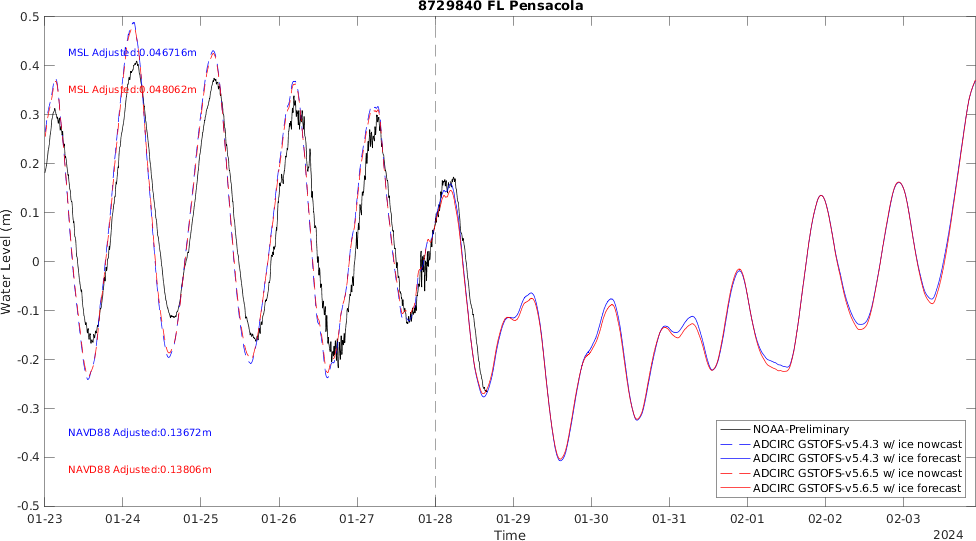 8729840 FL Pensacola
Water Level (m)
0.5
0.4
0.3
0.2
0.1
0
-0.1
-0.2
-0.3
-0.4
-0.5
MSL Adjusted:0.046716m
MSL Adjusted:0.048062m
NAVD88 Adjusted:0.13672m
NAVD88 Adjusted:0.13806m
NOAA-Preliminary
ADCIRC GSTOFS-v5.4.3 w/ ice nowcast
ADCIRC GSTOFS-v5.4.3 w/ ice forecast
ADCIRC GSTOFS-v5.6.5 w/ ice nowcast
ADCIRC GSTOFS-v5.6.5 w/ ice forecast
01-23 01-24 01-25 01-26 01-27 01-28 01-29 01-30 01-31 02-01 02-02 02-03
Time
2024